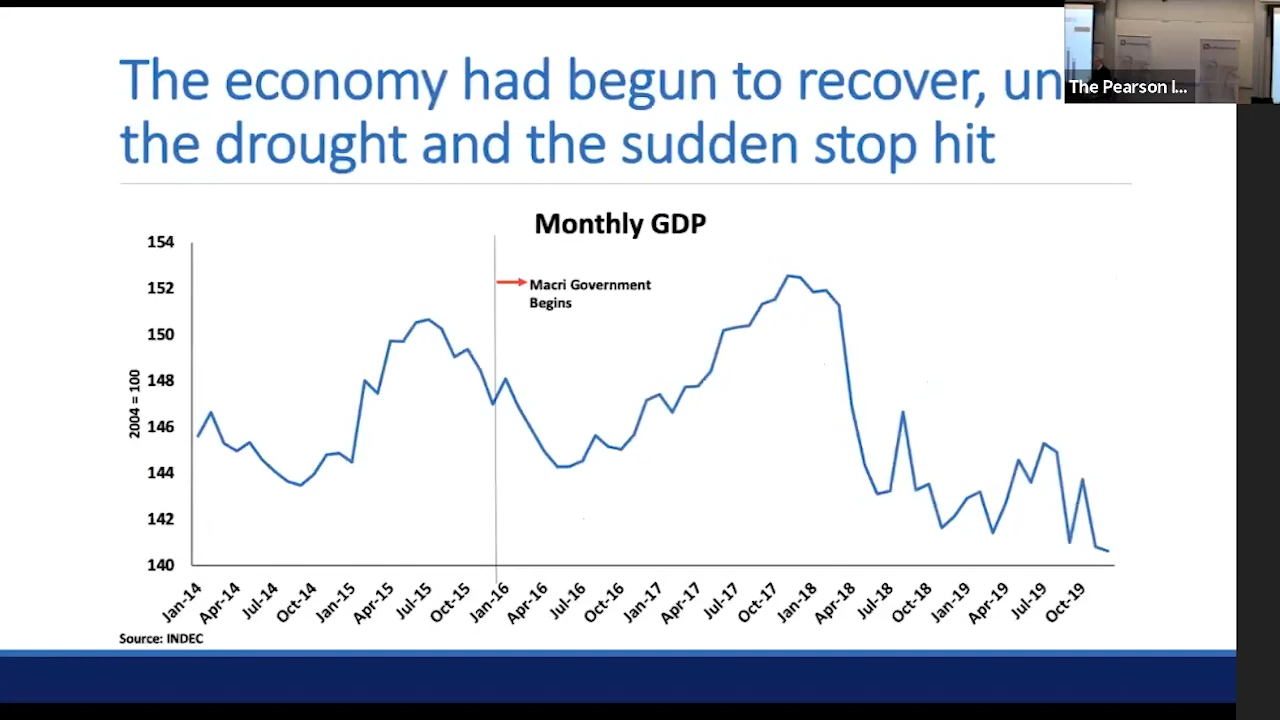 The economy had begun to recover, un
the drought and the sudden stop hit
The Pearson I...
Monthly GDP
Macri Government
Begins
2004 = 100
154
152
150
148
146
144
142
140
Jan-14
Apr-14
Jul-14
Oct-14
Jan-15
Apr-15
Jul-15
Oct-15
Jan-16
Apr-16
Jul-16
Oct-16
Jan-17
Apr-17
Jul-17
Oct-17
Jan-18
Apr-18
Jul-18
Oct-18
Jan-19
Apr-19
Jul-19
Oct-19
Source: INDEC